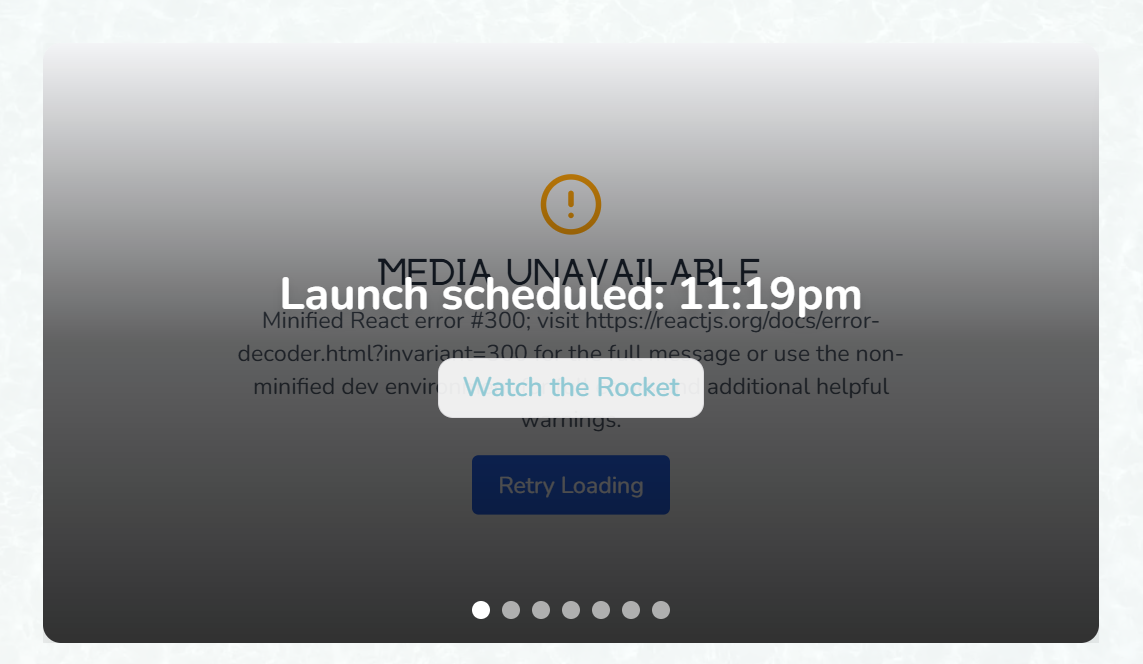 MEDIA UNAVAILABLE
Launch scheduled: 11:19pm
Minified React error #300; visit https://reactjs.org/docs/error-
decoder.html?invariant=300 for the full message or use the non-
minified dev additional helpful
Watch the Rocket
warnings.
Retry Loading